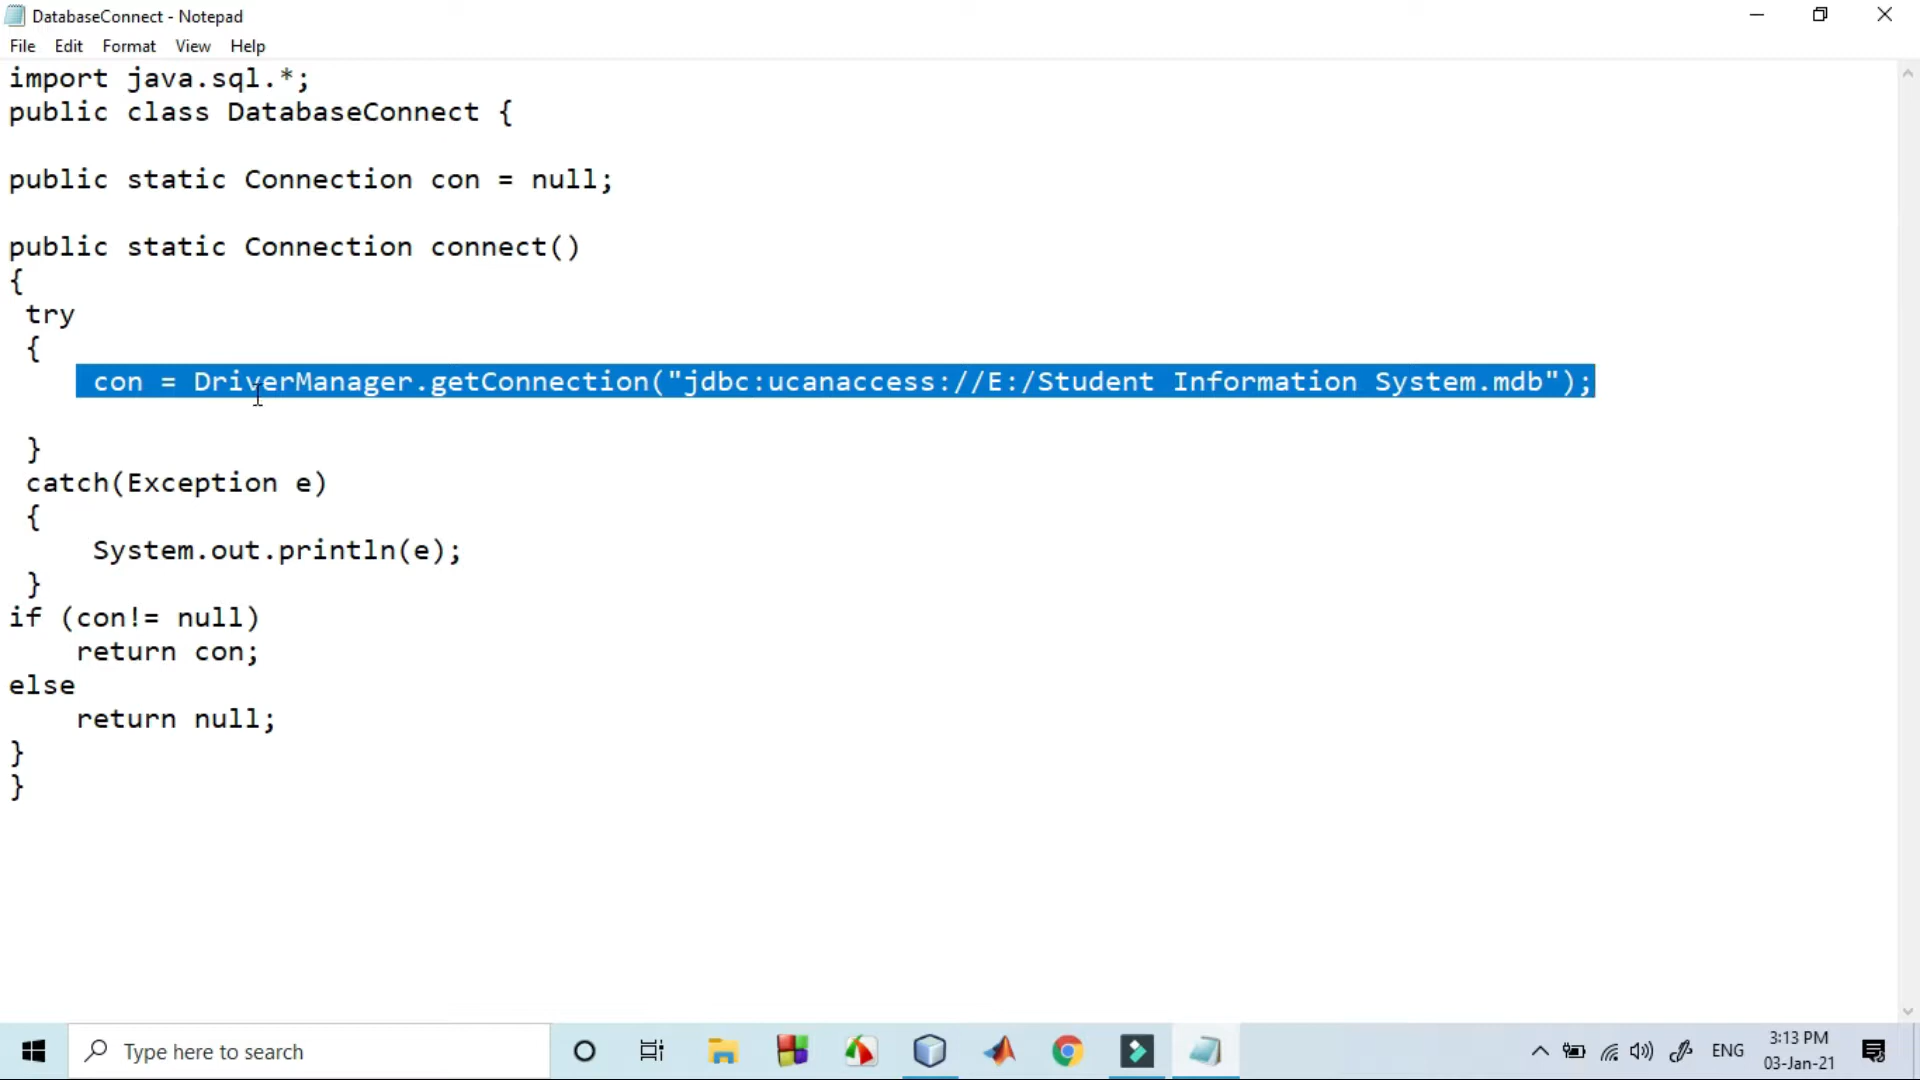 DatabaseConnect - Notepad
File Edit Format View Help
import java.sql.*;
public class DatabaseConnect {
public static Connection con = null;
public static Connection connect()
{
try
{
con = DriverManager.getConnection("jdbc:ucanaccess://E:/Student Information System.mdb");
}
catch(Exception e)
{
System.out.println(e);
}
if (con!= null)
return con;
else
return null;
}
}
Type here to search
ENG
3:13 PM
03-Jan-21